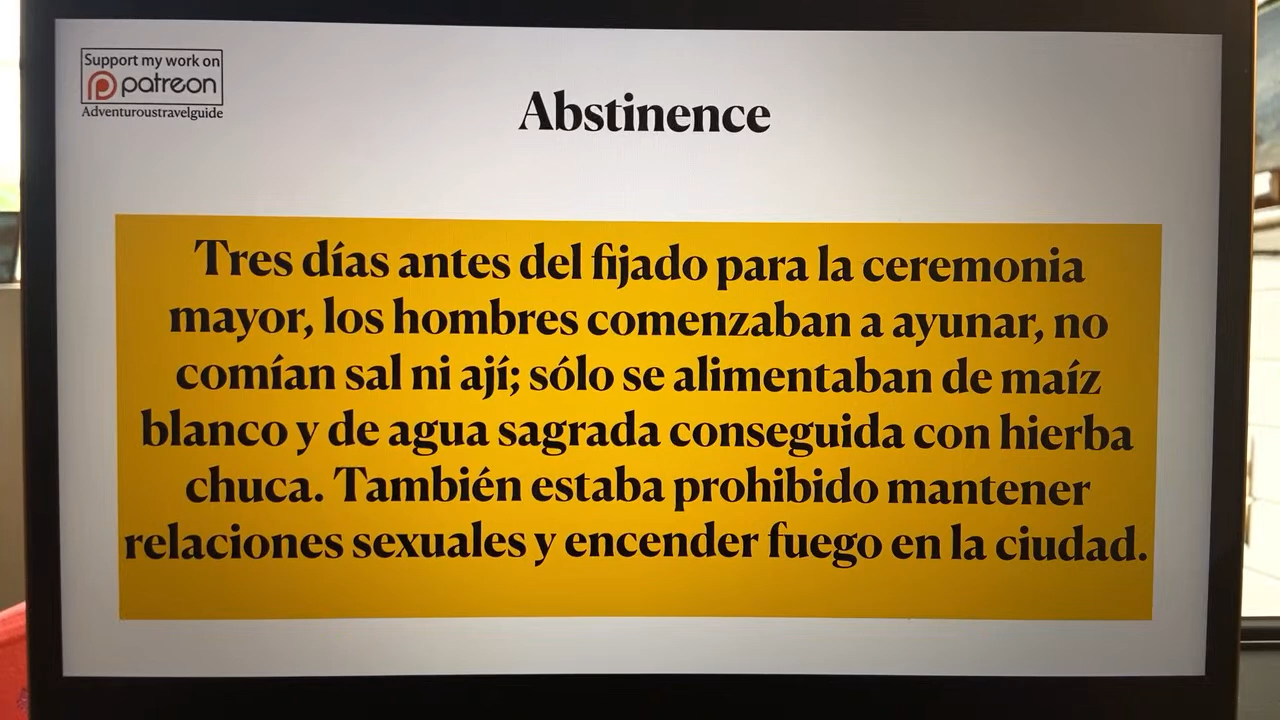 Support my work on
patreon
Adventuroustravelguide
Abstinence
Tres días antes del fijado para la ceremonia
mayor, los hombres comenzaban a ayunar, no
comían sal ni ají; sólo se alimentaban de maíz
blanco y de agua sagrada conseguida con hierba
chuca. También estaba prohibido mantener
relaciones sexuales y encender fuego en la ciudad.